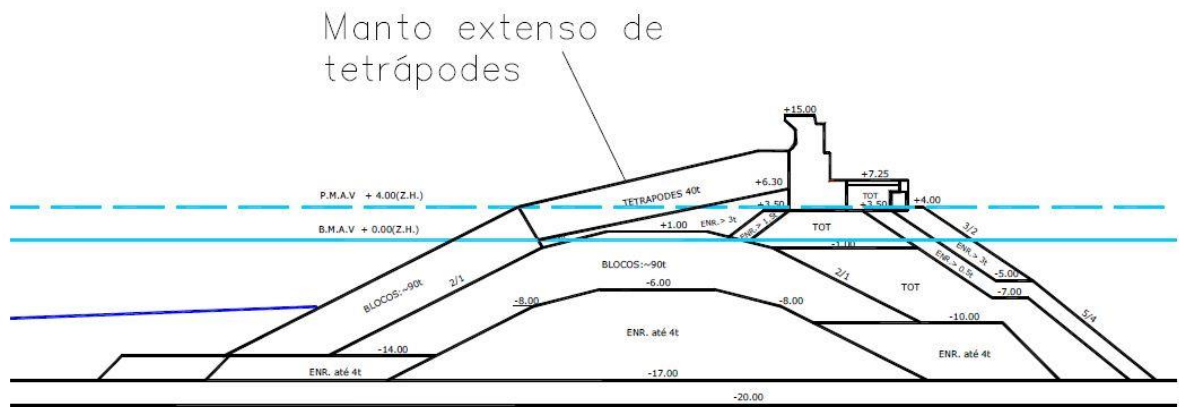 Manto extenso de
tetrápodes
+15.00
+7.25
P.M.A.V + 4.00(Z.H.)
TETRAPODES 40t
+6.30
TOT
+3.50
+3.50
+4.00
B.M.A.V + 0.00(Z.H.)
+1.00
ENR.> 3t
ENR.> 1.5t
TOT
3/2
ENR.> 3t
-1.00
ENR.> 0.5t
BLOCOS:~90t
2/1
BLOCOS:~90t
2/1
TOT
-5.00
-6.00
-7.00
-8.00
-8.00
-10.00
5/4
ENR. até 4t
-14.00
ENR. até 4t
ENR. até 4t
-17.00
-20.00